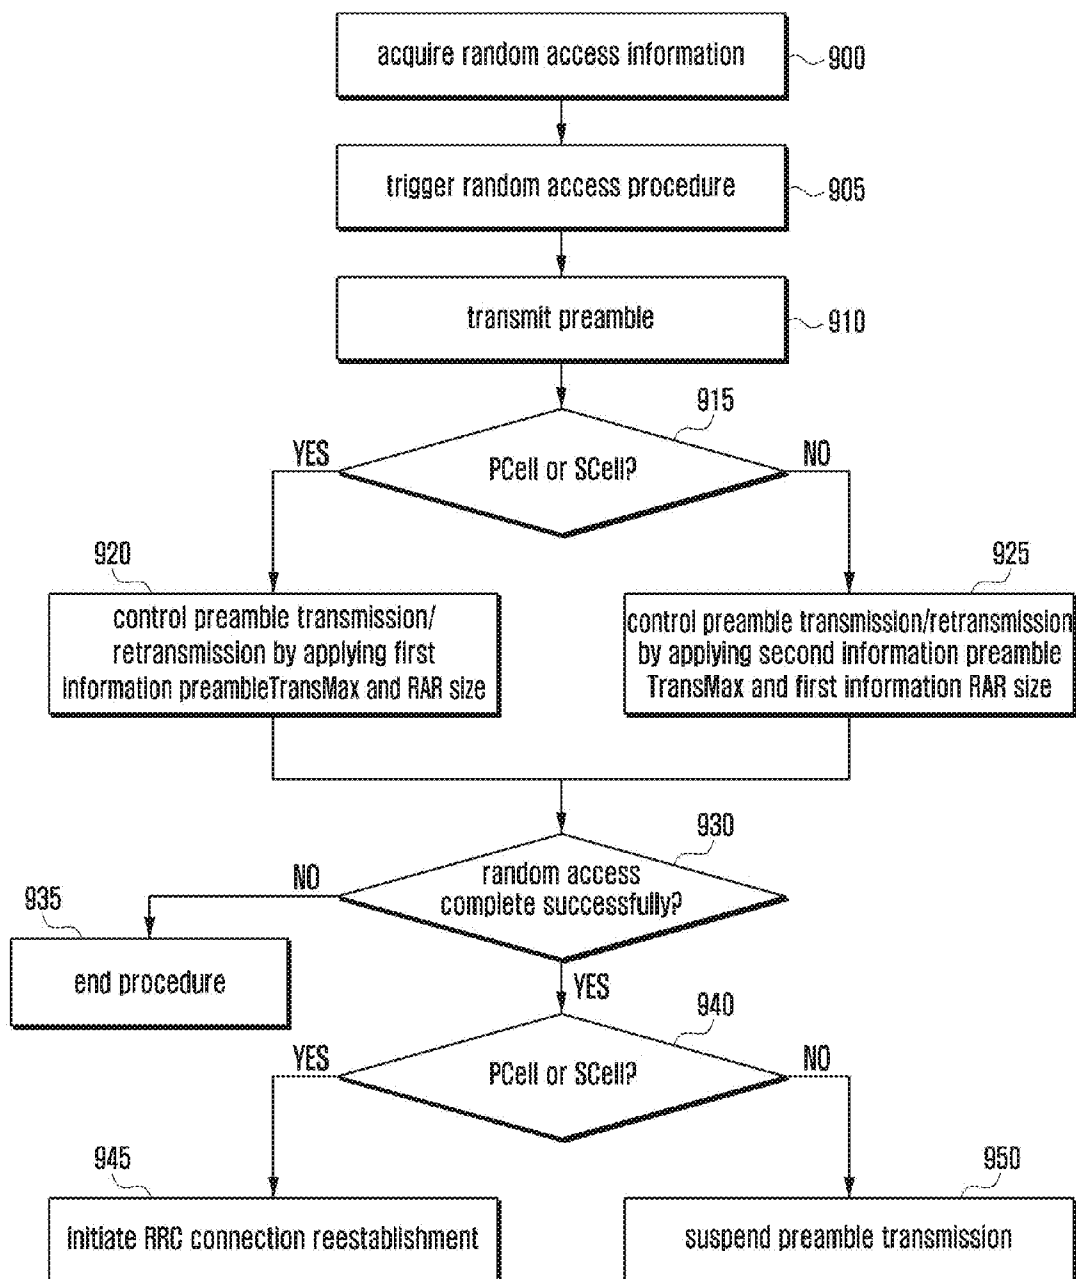 acquire random access information
900
trigger random access procedure
905
transmit preamble
910
915
YES
PCell or SCell?
NO
920
control preamble transmission/
retransmission by applying first
information preambleTransMax and RAR size
925
control preamble transmission/retransmission
by applying second information preamble
TransMax and first information RAR size
930
NO
random access
complete successfully?
935
end procedure
YES
940
YES
PCell or SCell?
NO
945
initiate RRC connection reestablishment
950
suspend preamble transmission